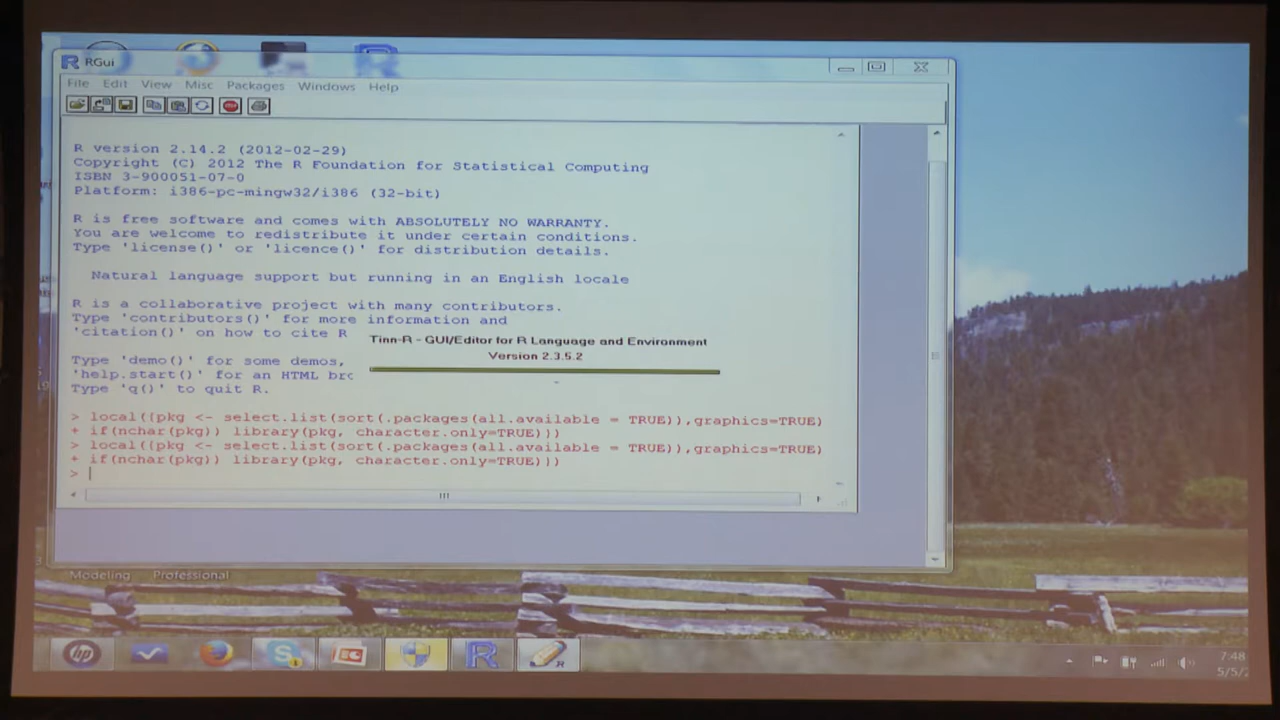 RGui
File Edit View Misc Packages Windows Help
STOP
R version 2.14.2 (2012-02-29)
Copyright (C) 2012 The R Foundation for Statistical Computing
ISBN 3-900051-07-0
Platform: i386-pc-mingw32/i386 (32-bit)
R is free software and comes with ABSOLUTELY NO WARRANTY.
You are welcome to redistribute it under certain conditions.
Type 'license()' or 'licence()' for distribution details.
Natural language support but running in an English locale
R is a collaborative project with many contributors.
Type 'contributors()' for more information and
'citation()' on how to cite R
Tinn-R - GUI/Editor for R Language and Environment
Version 2.3.5.2
Type 'demo()' for some demos,
'help.start()' for an HTML brc
Type 'q()' to quit R.
> local({pkg <- select.list(sort(.packages(all.available = TRUE)),graphics=TRUE)
+ if(nchar(pkg)) library(pkg, character.only=TRUE)})
> local({pkg <- select.list(sort(.packages(all.available = TRUE)),graphics=TRUE)
+ if(nchar(pkg)) library(pkg, character.only=TRUE)})
>
Modeling Professional
hp
7:48
5/5/2